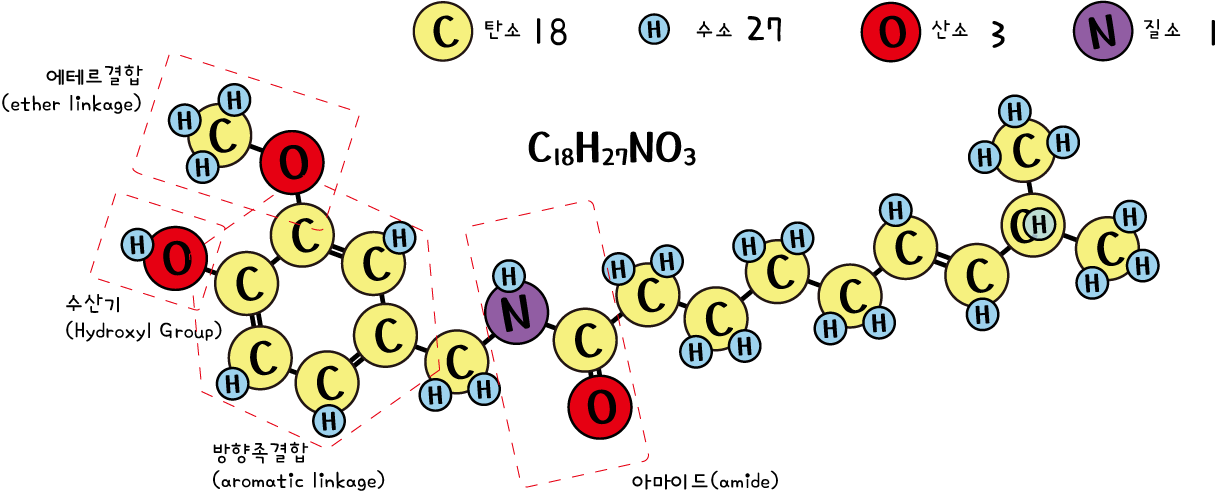 C 탄소 18 H 수소 27 O 산소 3 N 질소 1
에테르결합
(ether linkage)
C₁₈H₂₇NO₃
수산기
(Hydroxyl Group)
방향족결합
(aromatic linkage)
아마이드(amide)
H
H
C
H
O
H
O
C
C
H
C
C
H
C
C
H
H
C
H
H
H
N
C
O
H
H
C
C
H
H
H
H
C
C
H
H
H
C
C
H
H
C
H
H
C
H
C
H
H
H